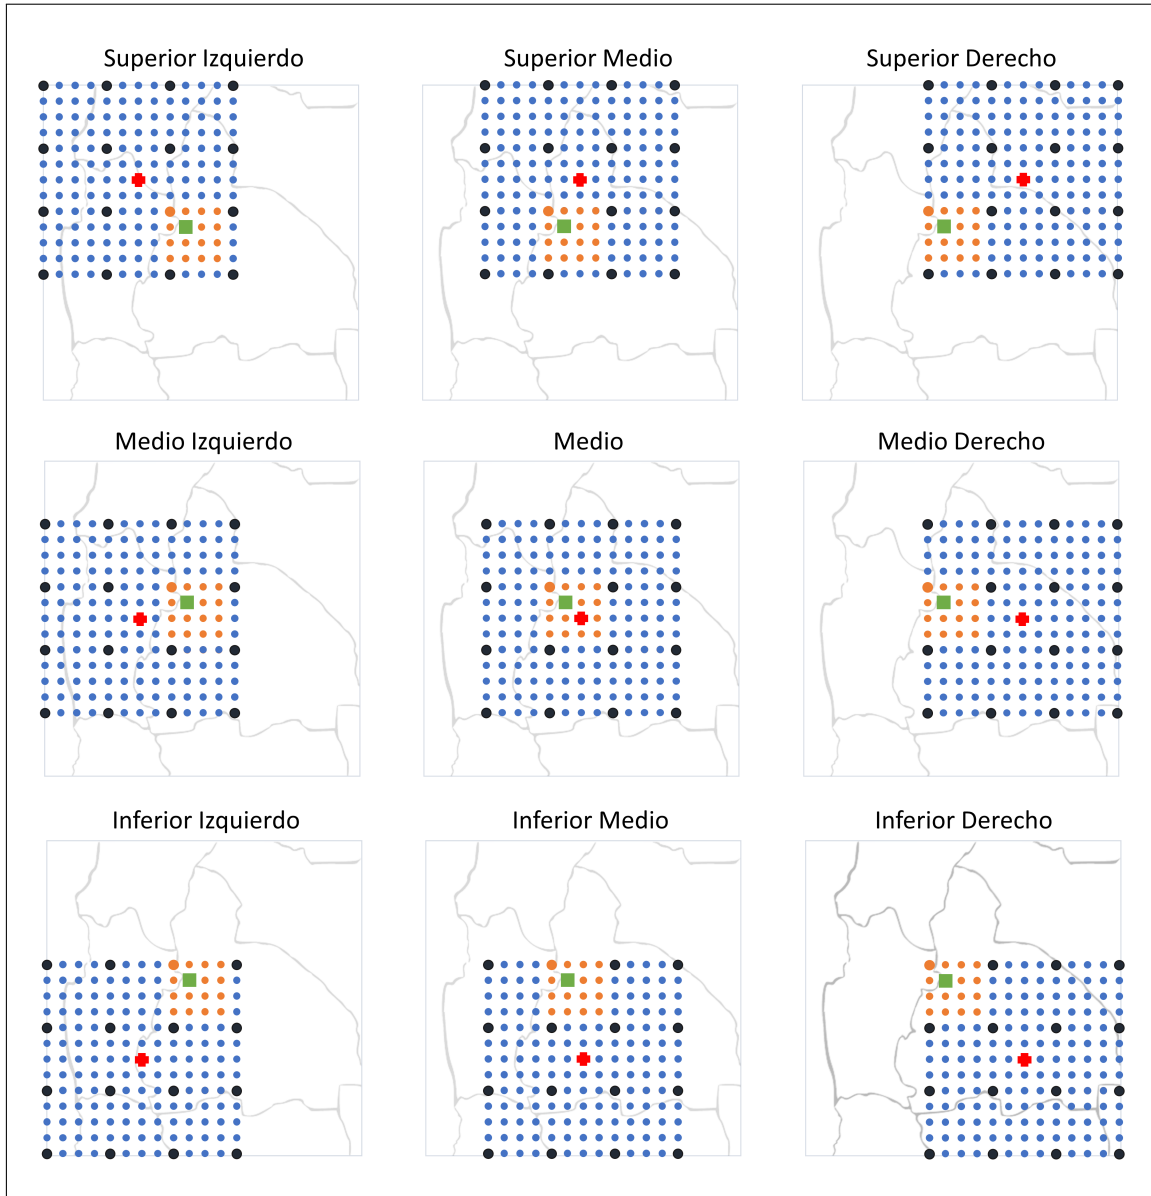 Superior Izquierdo
Superior Medio
Superior Derecho
Medio Izquierdo
Medio
Medio Derecho
Inferior Izquierdo
Inferior Medio
Inferior Derecho